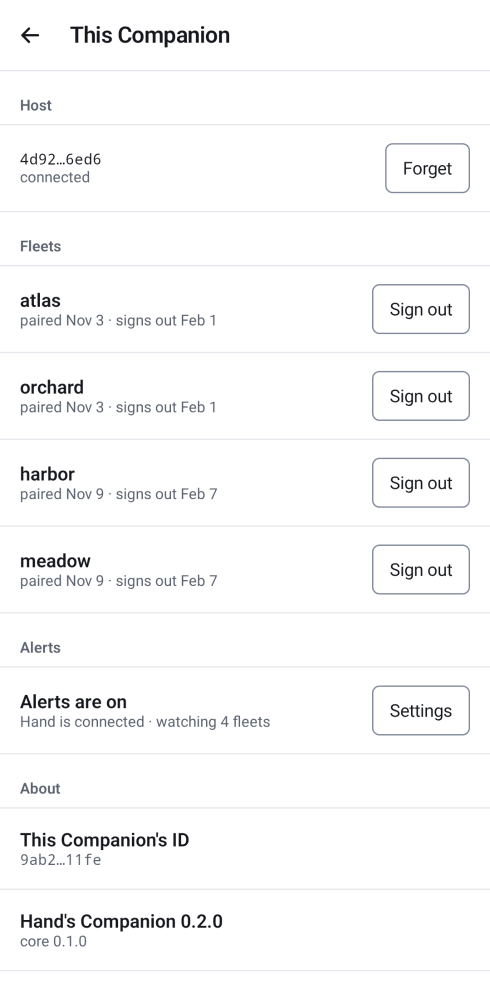 This Companion
Host
4d92…6ed6
connected
Forget
Fleets
atlas
paired Nov 3 · signs out Feb 1
Sign out
orchard
paired Nov 3 · signs out Feb 1
Sign out
harbor
paired Nov 9 · signs out Feb 7
Sign out
meadow
paired Nov 9 · signs out Feb 7
Sign out
Alerts
Alerts are on
Hand is connected · watching 4 fleets
Settings
About
This Companion's ID
9ab2…11fe
Hand's Companion 0.2.0
core 0.1.0